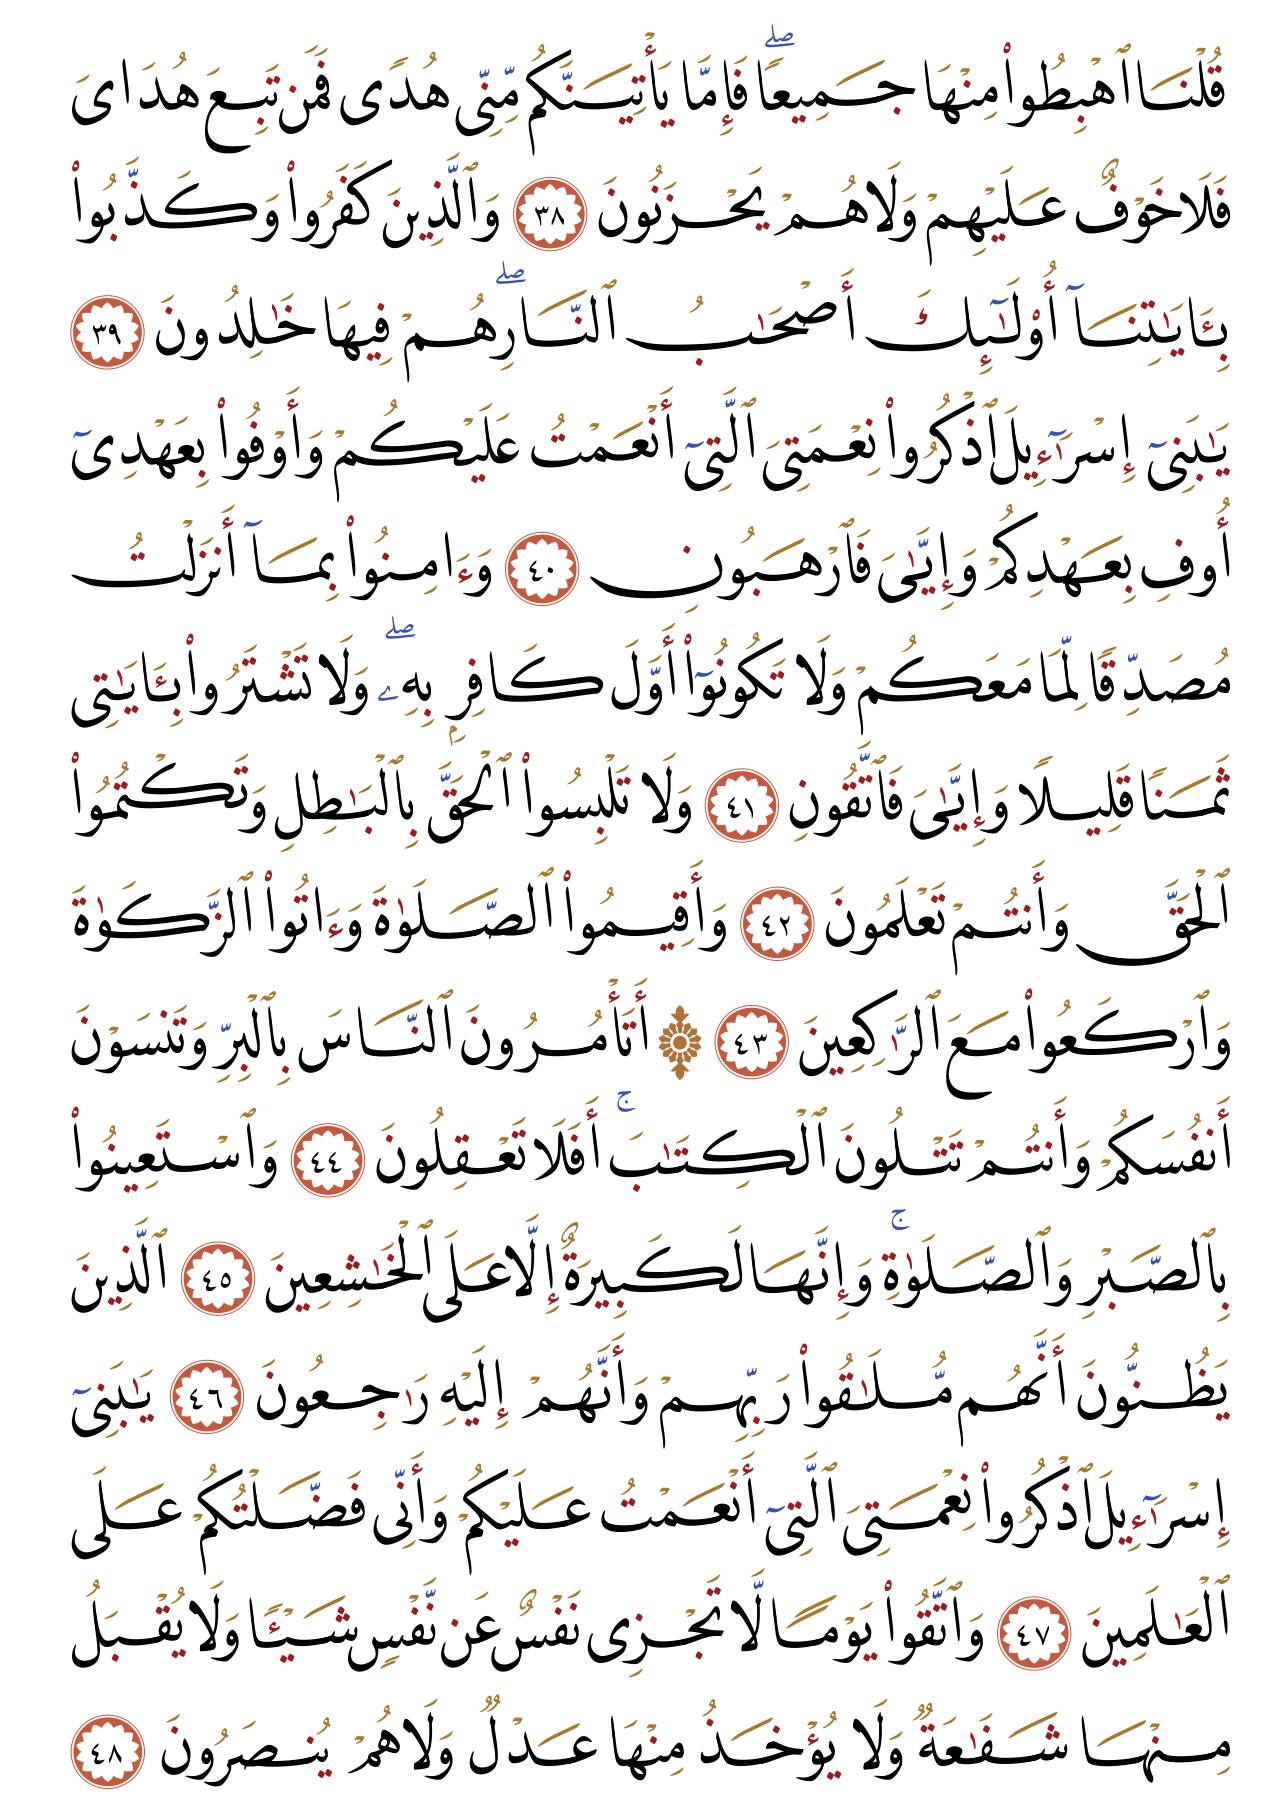 قُلْنَا ٱهْبِطُوا۟ مِنْهَا جَمِيعًاۖ فَإِمَّا يَأْتِيَنَّكُم مِّنِّى هُدًى فَمَن تَبِعَ هُدَاىَ
فَلَا خَوْفٌ عَلَيْهِمْ وَلَا هُمْ يَحْزَنُونَ ٣٨ وَٱلَّذِينَ كَفَرُوا۟ وَكَذَّبُوا۟
بِـَٔايَـٰتِنَآ أُو۟لَـٰٓئِكَ أَصْحَـٰبُ ٱلنَّارِۖ هُمْ فِيهَا خَـٰلِدُونَ ٣٩
يَـٰبَنِىٓ إِسْرَٰٓءِيلَ ٱذْكُرُوا۟ نِعْمَتِىَ ٱلَّتِىٓ أَنْعَمْتُ عَلَيْكُمْ وَأَوْفُوا۟ بِعَهْدِىٓ
أُوفِ بِعَهْدِكُمْ وَإِيَّـٰىَ فَٱرْهَبُونِ ٤٠ وَءَامِنُوا۟ بِمَآ أَنزَلْتُ
مُصَدِّقًا لِّمَا مَعَكُمْ وَلَا تَكُونُوٓا۟ أَوَّلَ كَافِرٍۭ بِهِۦۖ وَلَا تَشْتَرُوا۟ بِـَٔايَـٰتِى
ثَمَنًا قَلِيلًا وَإِيَّـٰىَ فَٱتَّقُونِ ٤١ وَلَا تَلْبِسُوا۟ ٱلْحَقَّ بِٱلْبَـٰطِلِ وَتَكْتُمُوا۟
ٱلْحَقَّ وَأَنتُمْ تَعْلَمُونَ ٤٢ وَأَقِيمُوا۟ ٱلصَّلَوٰةَ وَءَاتُوا۟ ٱلزَّكَوٰةَ
وَٱرْكَعُوا۟ مَعَ ٱلرَّٰكِعِينَ ٤٣ ۞ أَتَأْمُرُونَ ٱلنَّاسَ بِٱلْبِرِّ وَتَنسَوْنَ
أَنفُسَكُمْ وَأَنتُمْ تَتْلُونَ ٱلْكِتَـٰبَۚ أَفَلَا تَعْقِلُونَ ٤٤ وَٱسْتَعِينُوا۟
بِٱلصَّبْرِ وَٱلصَّلَوٰةِۚ وَإِنَّهَا لَكَبِيرَةٌ إِلَّا عَلَى ٱلْخَـٰشِعِينَ ٤٥ ٱلَّذِينَ
يَظُنُّونَ أَنَّهُم مُّلَـٰقُوا۟ رَبِّهِمْ وَأَنَّهُمْ إِلَيْهِ رَٰجِعُونَ ٤٦ يَـٰبَنِىٓ
إِسْرَٰٓءِيلَ ٱذْكُرُوا۟ نِعْمَتِىَ ٱلَّتِىٓ أَنْعَمْتُ عَلَيْكُمْ وَأَنِّى فَضَّلْتُكُمْ عَلَى
ٱلْعَـٰلَمِينَ ٤٧ وَٱتَّقُوا۟ يَوْمًا لَّا تَجْزِى نَفْسٌ عَن نَّفْسٍ شَيْـًٔا وَلَا يُقْبَلُ
مِنْهَا شَفَـٰعَةٌ وَلَا يُؤْخَذُ مِنْهَا عَدْلٌ وَلَا هُمْ يُنصَرُونَ ٤٨